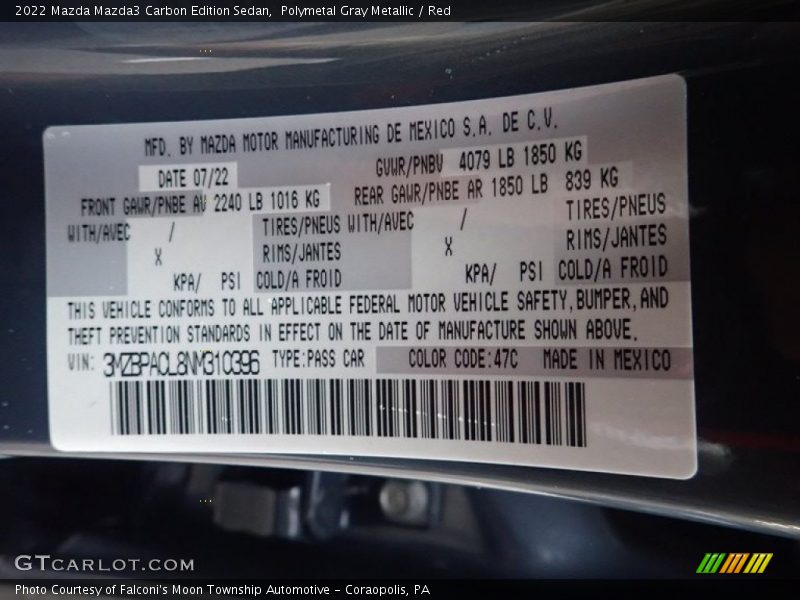 2022 Mazda Mazda3 Carbon Edition Sedan,  Polymetal Gray Metallic / Red
MFD. BY MAZDA MOTOR MANUFACTURING DE MEXICO S.A. DE C.V.
DATE 07/22 GVWR/PNBV 4079 LB 1850 KG
FRONT GAWR/PNBE AV 2240 LB 1016 KG REAR GAWR/PNBE AR 1850 LB 839 KG
WITH/AVEC / TIRES/PNEUS WITH/AVEC / TIRES/PNEUS
X RIMS/JANTES X RIMS/JANTES
KPA/ PSI COLD/A FROID KPA/ PSI COLD/A FROID
THIS VEHICLE CONFORMS TO ALL APPLICABLE FEDERAL MOTOR VEHICLE SAFETY, BUMPER, AND
THEFT PREVENTION STANDARDS IN EFFECT ON THE DATE OF MANUFACTURE SHOWN ABOVE.
VIN: 3MZBPACL8NM310396 TYPE:PASS CAR COLOR CODE:47C MADE IN MEXICO
GTCARLOT.COM
Photo Courtesy of Falconi's Moon Township Automotive - Coraopolis, PA